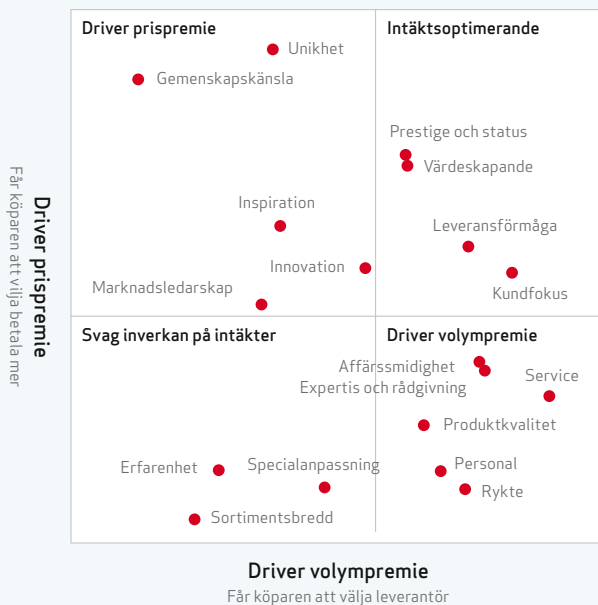 Driver prispremie
Intäktsoptimerande
Unikhet
Gemenskapskänsla
Prestige och status
Värdeskapande
Inspiration
Leveransförmåga
Innovation
Marknadsledarskap
Kundfokus
Driver prispremie
Får köparen att vilja betala mer
Svag inverkan på intäkter
Driver volympremie
Affärssmidighet
Expertis och rådgivning
Service
Produktkvalitet
Erfarenhet
Specialanpassning
Personal
Rykte
Sortimentsbredd
Driver volympremie
Får köparen att välja leverantör